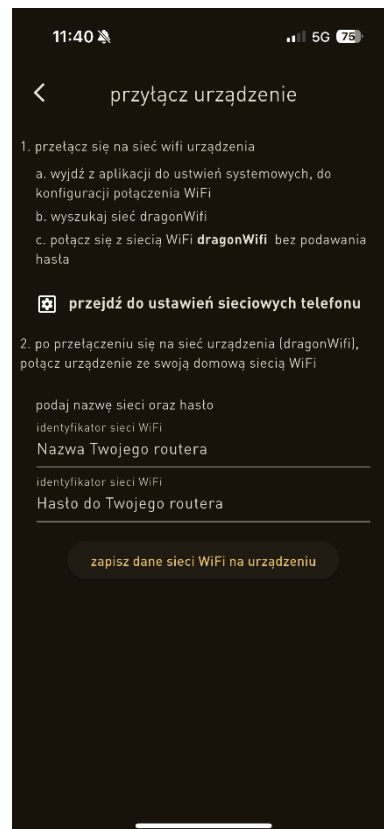 11:40
5G 75
przyłącz urządzenie
1. przełącz się na sieć wifi urządzenia
a. wyjdź z aplikacji do ustwień systemowych, do
konfiguracji połączenia WiFi
b. wyszukaj sieć dragonWifi
c. połącz się z siecią WiFi dragonWifi bez podawania
hasła
przejdź do ustawień sieciowych telefonu
2. po przełączeniu się na sieć urządzenia (dragonWifi),
połącz urządzenie ze swoją domową siecią WiFi
podaj nazwę sieci oraz hasło
identyfikator sieci WiFi
Nazwa Twojego routera
identyfikator sieci WiFi
Hasło do Twojego routera
zapisz dane sieci WiFi na urządzeniu